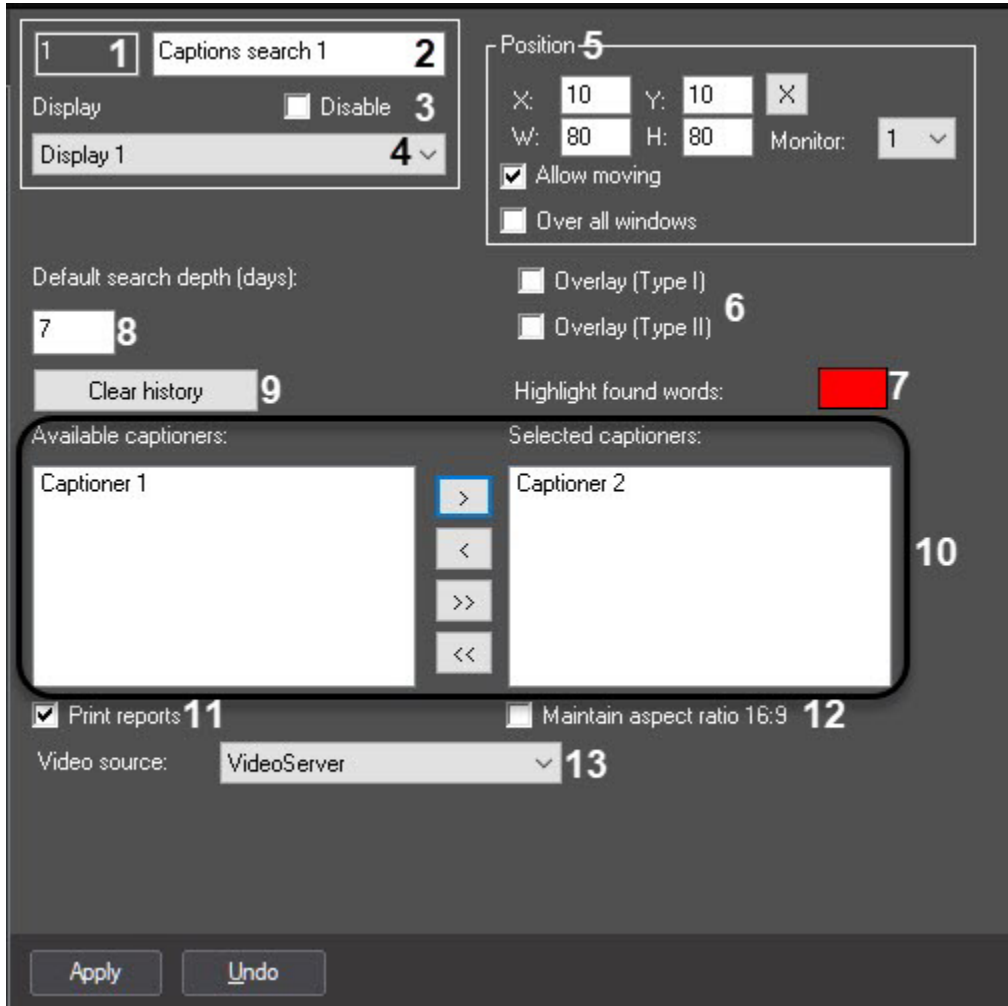 1 1 Captions search 1 2
Display Disable 3
Display 1 4
Position 5
X: 10 Y: 10 X
W: 80 H: 80 Monitor: 1
Allow moving
Over all windows
Default search depth (days):
7 8
Overlay (Type I)
Overlay (Type II) 6
Clear history 9
Highlight found words: 7
Available captioners:
Captioner 1
>
<
>>
<<
Selected captioners:
Captioner 2
10
Print reports 11
Maintain aspect ratio 16:9 12
Video source: VideoServer 13
Apply Undo